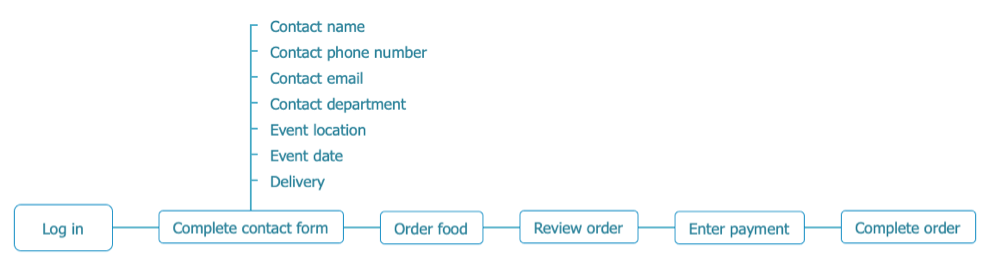 Contact name
Contact phone number
Contact email
Contact department
Event location
Event date
Delivery
Log in
Complete contact form
Order food
Review order
Enter payment
Complete order